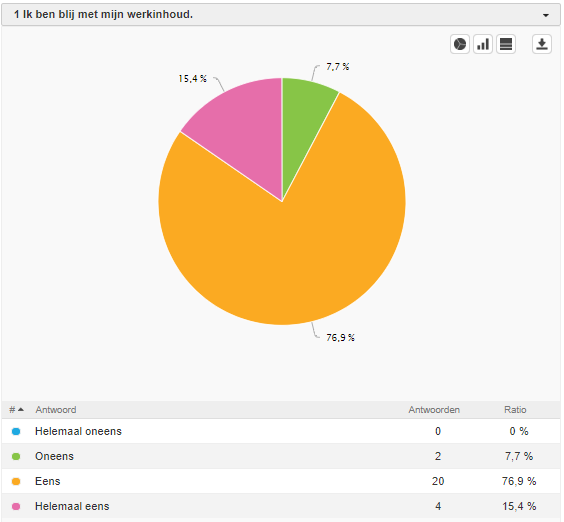 1 Ik ben blij met mijn werkinhoud.
7,7 %
15,4 %
76,9 %
# Antwoord Antwoorden Ratio
Helemaal oneens 0 0 %
Oneens 2 7,7 %
Eens 20 76,9 %
Helemaal eens 4 15,4 %